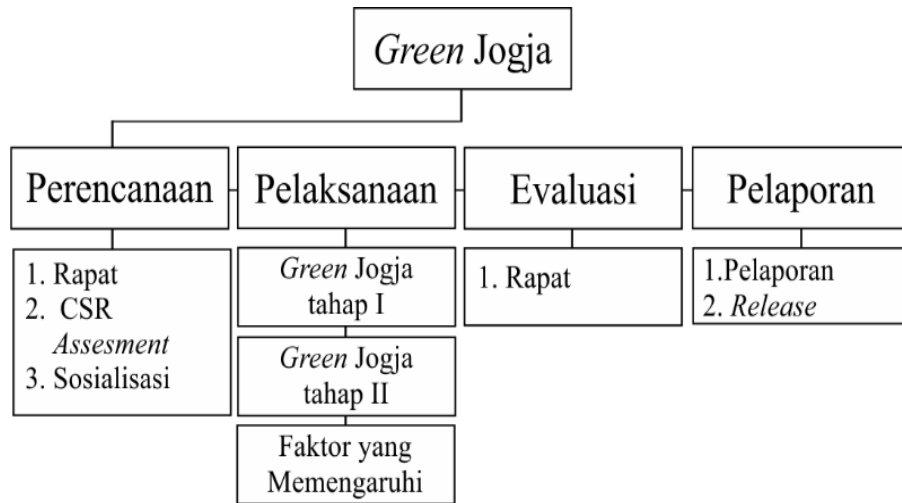 Green Jogja
Perencanaan
Pelaksanaan
Evaluasi
Pelaporan
1. Rapat
2. CSR
Assesment
3. Sosialisasi
Green Jogja
tahap I
Green Jogja
tahap II
Faktor yang
Memengaruhi
1. Rapat
1.Pelaporan
2. Release